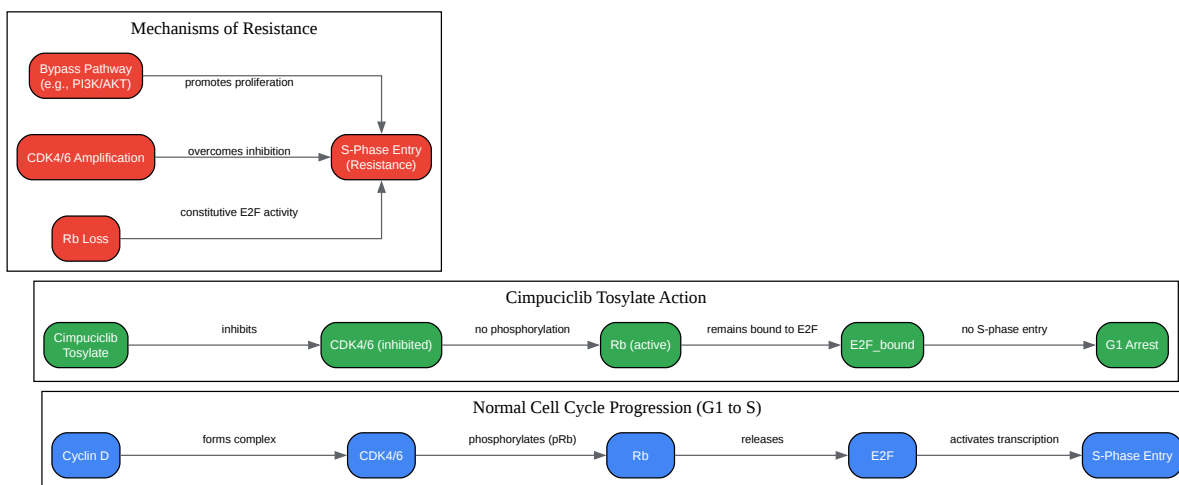 Mechanisms of Resistance
Bypass Pathway
(e.g., PI3K/AKT)
promotes proliferation
CDK4/6 Amplification
overcomes inhibition
S-Phase Entry
(Resistance)
constitutive E2F activity
Rb Loss
Cimpuciclib Tosylate Action
Cimpuciclib
Tosylate
inhibits
CDK4/6 (inhibited)
no phosphorylation
Rb (active)
remains bound to E2F
E2F_bound
no S-phase entry
G1 Arrest
Normal Cell Cycle Progression (G1 to S)
Cyclin D
forms complex
CDK4/6
phosphorylates (pRb)
Rb
releases
E2F
activates transcription
S-Phase Entry